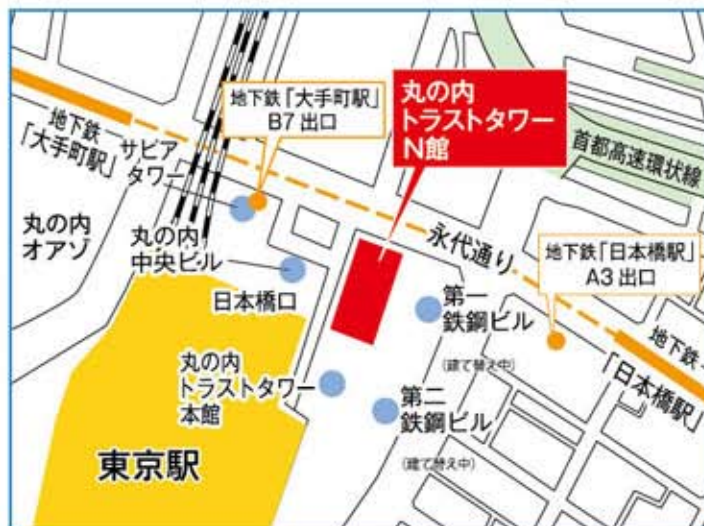 地下鉄「大手町駅」
B7 出口
丸の内
トラストタワー
N館
地下鉄
「大手町駅」
サピア
タワー
首都高速環状線
丸の内
オアゾ
丸の内
中央ビル
永代通り
地下鉄「日本橋駅」
A3 出口
日本橋口
第一
鉄鋼ビル
(建て替え中)
地下鉄
「日本橋駅」
丸の内
トラストタワー
本館
第二
鉄鋼ビル
(建て替え中)
東京駅